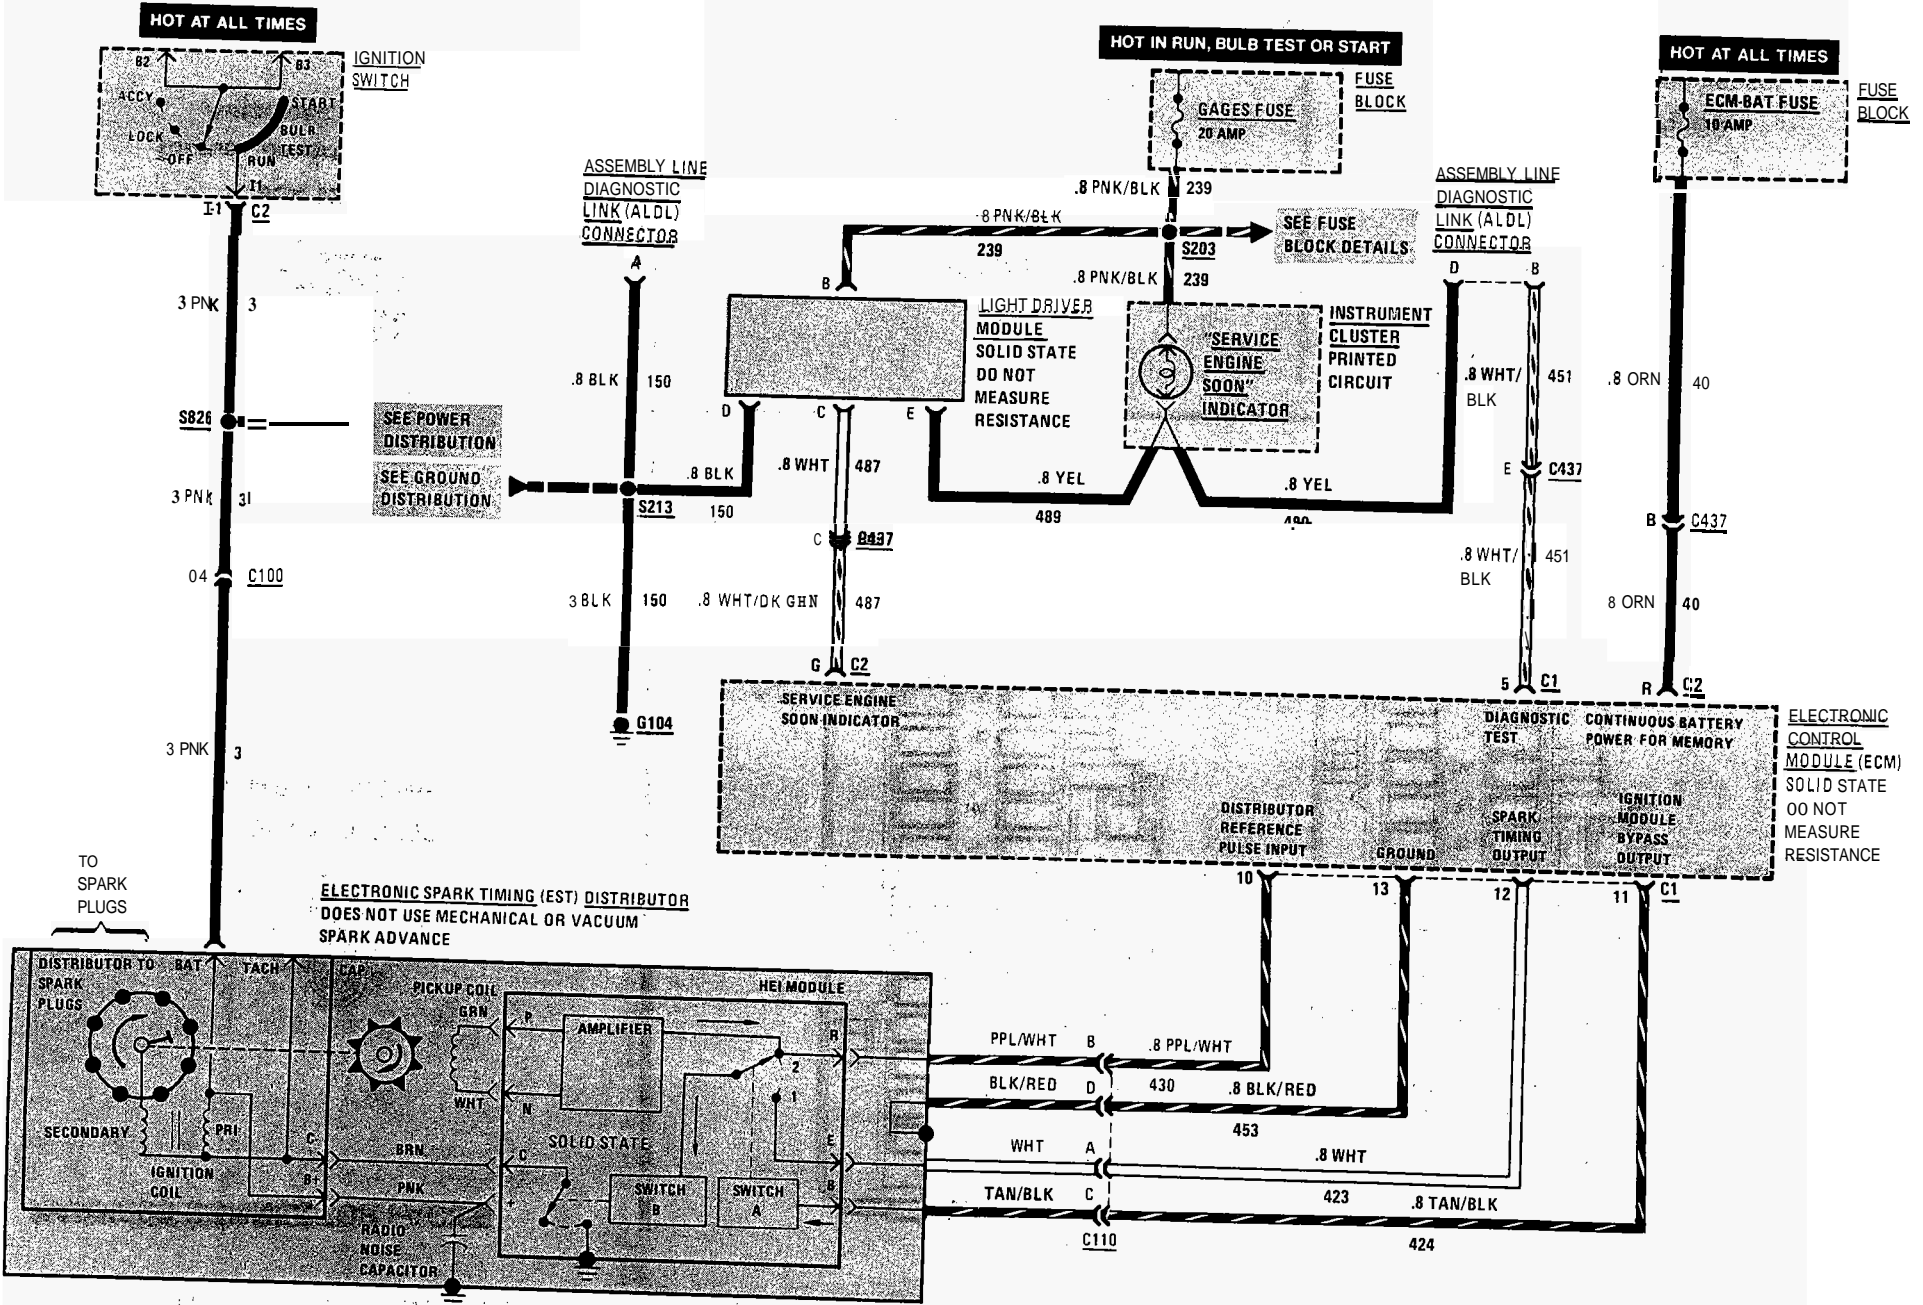 HOT AT ALL TIMES
B2
B3
IGNITION
SWITCH
ACCY
START
LOCK
BULB
TEST
OFF
RUN
I1
I-1
C2
3 PNK
3
S826
SEE POWER
DISTRIBUTION
3 PNK
3
04
C100
3 PNK
3
ASSEMBLY LINE
DIAGNOSTIC
LINK (ALDL)
CONNECTOR
A
.8 BLK
150
SEE GROUND
DISTRIBUTION
S213
.8 BLK
150
3 BLK
150
G104
HOT IN RUN, BULB TEST OR START
GAGES FUSE
20 AMP
FUSE
BLOCK
.8 PNK/BLK
239
8 PNK/BLK
239
S203
SEE FUSE
BLOCK DETAILS
.8 PNK/BLK
239
B
LIGHT DRIVER
MODULE
SOLID STATE
DO NOT
MEASURE
RESISTANCE
D
C
E
"SERVICE
ENGINE
SOON"
INDICATOR
INSTRUMENT
CLUSTER
PRINTED
CIRCUIT
.8 WHT
487
C
C437
.8 WHT/DK GHN
487
G
C2
.8 YEL
489
.8 YEL
ASSEMBLY LINE
DIAGNOSTIC
LINK (ALDL)
CONNECTOR
D
B
.8 WHT/
BLK
451
E
C437
.8 WHT/
BLK
451
5
C1
HOT AT ALL TIMES
ECM-BAT FUSE
10 AMP
FUSE
BLOCK
.8 ORN
40
B
C437
8 ORN
40
R
C2
SERVICE ENGINE
SOON INDICATOR
DIAGNOSTIC
TEST
CONTINUOUS BATTERY
POWER FOR MEMORY
ELECTRONIC
CONTROL
MODULE (ECM)
SOLID STATE
OO NOT
MEASURE
RESISTANCE
DISTRIBUTOR
REFERENCE
PULSE INPUT
GROUND
SPARK
TIMING
OUTPUT
IGNITION
MODULE
BYPASS
OUTPUT
10
13
12
11
C1
TO
SPARK
PLUGS
ELECTRONIC SPARK TIMING (EST) DISTRIBUTOR
DOES NOT USE MECHANICAL OR VACUUM
SPARK ADVANCE
DISTRIBUTOR TO
SPARK
PLUGS
BAT
TACH
CAP
PICKUP COIL
GRN
P
AMPLIFIER
HEI MODULE
R
2
1
WHT
N
SECONDARY
PRI
IGNITION
COIL
C
B+
BRN
PNK
SOLID STATE
C
+
SWITCH
B
SWITCH
A
E
B
RADIO
NOISE
CAPACITOR
PPL/WHT
B
.8 PPL/WHT
430
BLK/RED
D
.8 BLK/RED
453
WHT
A
.8 WHT
423
TAN/BLK
C
.8 TAN/BLK
424
C110